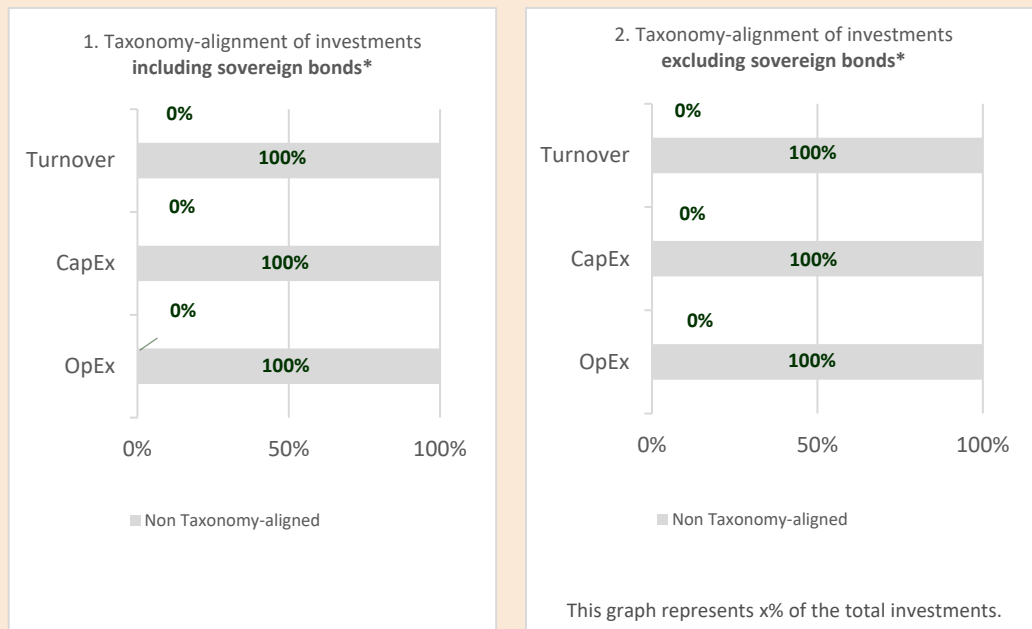 1. Taxonomy-alignment of investments
including sovereign bonds*
0%
Turnover
100%
0%
CapEx
100%
0%
OpEx
100%
0%
50%
100%
Non Taxonomy-aligned
2. Taxonomy-alignment of investments
excluding sovereign bonds*
0%
Turnover
100%
0%
CapEx
100%
0%
OpEx
100%
0%
50%
100%
Non Taxonomy-aligned
This graph represents x% of the total investments.